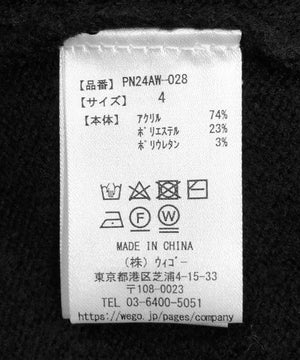 【品番】 PN24AW-028
【サイズ】 4
【本体】 アクリル 74%
ポリエステル 23%
ポリウレタン 3%
F W
MADE IN CHINA
(株) ウィゴー
東京都港区芝浦4-15-33
〒108-0023
TEL 03-6400-5051
https://wego.jp/pages/company